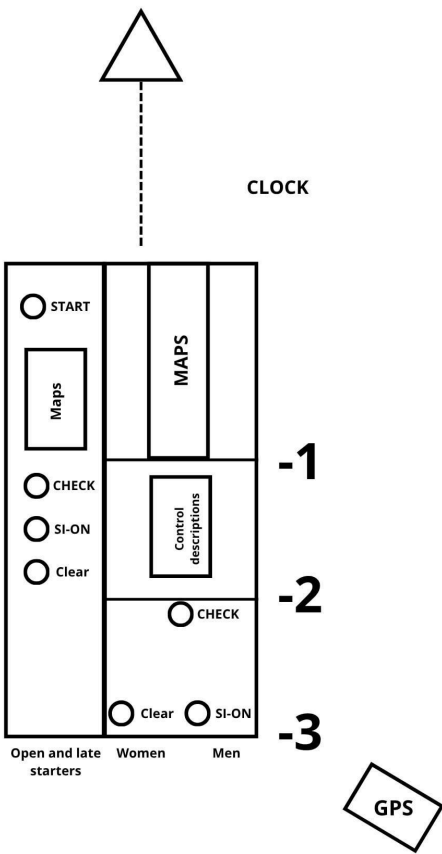 CLOCK
START
Maps
CHECK
SI-ON
Clear
MAPS
-1
Control
descriptions
-2
CHECK
Clear
SI-ON
-3
Open and late
starters
Women
Men
GPS